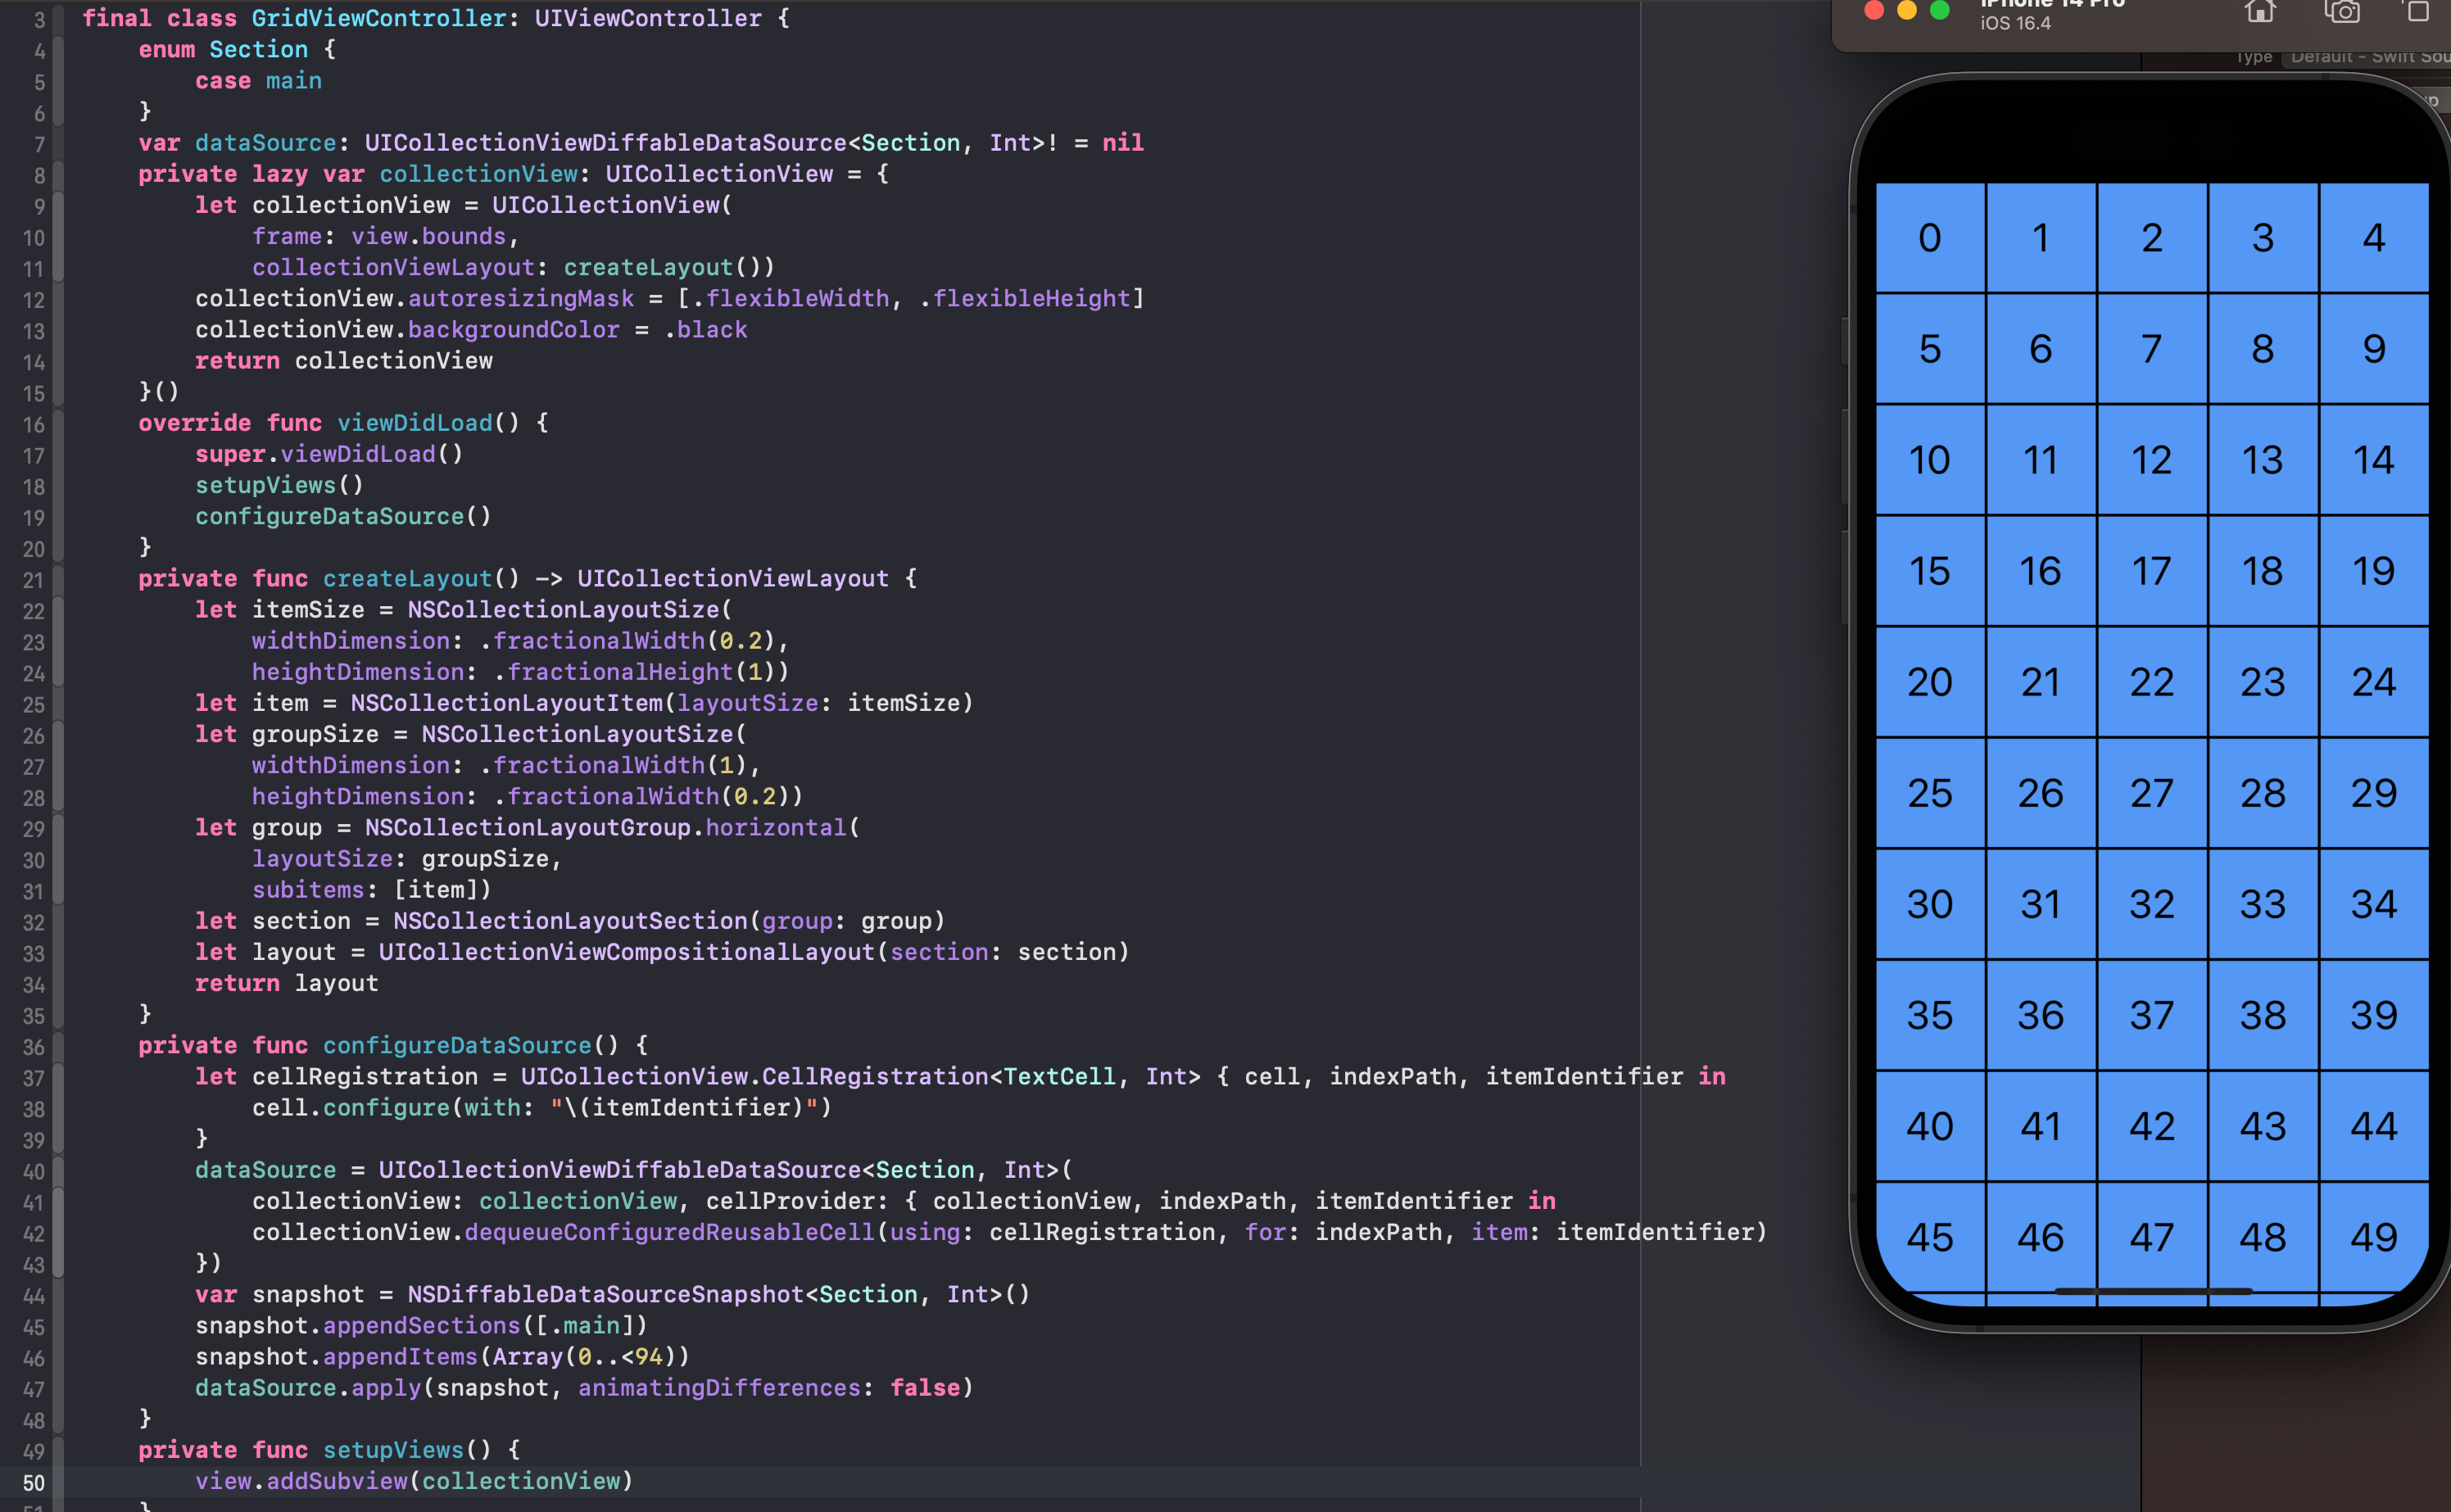 3 final class GridViewController: UIViewController {
4 enum Section {
5 case main
6 }
7 var dataSource: UICollectionViewDiffableDataSource<Section, Int>! = nil
8 private lazy var collectionView: UICollectionView = {
9 let collectionView = UICollectionView(
10 frame: view.bounds,
11 collectionViewLayout: createLayout())
12 collectionView.autoresizingMask = [.flexibleWidth, .flexibleHeight]
13 collectionView.backgroundColor = .black
14 return collectionView
15 }()
16 override func viewDidLoad() {
17 super.viewDidLoad()
18 setupViews()
19 configureDataSource()
20 }
21 private func createLayout() -> UICollectionViewLayout {
22 let itemSize = NSCollectionLayoutSize(
23 widthDimension: .fractionalWidth(0.2),
24 heightDimension: .fractionalHeight(1))
25 let item = NSCollectionLayoutItem(layoutSize: itemSize)
26 let groupSize = NSCollectionLayoutSize(
27 widthDimension: .fractionalWidth(1),
28 heightDimension: .fractionalWidth(0.2))
29 let group = NSCollectionLayoutGroup.horizontal(
30 layoutSize: groupSize,
31 subitems: [item])
32 let section = NSCollectionLayoutSection(group: group)
33 let layout = UICollectionViewCompositionalLayout(section: section)
34 return layout
35 }
36 private func configureDataSource() {
37 let cellRegistration = UICollectionView.CellRegistration<TextCell, Int> { cell, indexPath, itemIdentifier in
38 cell.configure(with: "\(itemIdentifier)")
39 }
40 dataSource = UICollectionViewDiffableDataSource<Section, Int>(
41 collectionView: collectionView, cellProvider: { collectionView, indexPath, itemIdentifier in
42 collectionView.dequeueConfiguredReusableCell(using: cellRegistration, for: indexPath, item: itemIdentifier)
43 })
44 var snapshot = NSDiffableDataSourceSnapshot<Section, Int>()
45 snapshot.appendSections([.main])
46 snapshot.appendItems(Array(0..<94))
47 dataSource.apply(snapshot, animatingDifferences: false)
48 }
49 private func setupViews() {
50 view.addSubview(collectionView)
51 }
iPhone 14 Pro
iOS 16.4
Type Default - Swift Sou
up
0 1 2 3 4
5 6 7 8 9
10 11 12 13 14
15 16 17 18 19
20 21 22 23 24
25 26 27 28 29
30 31 32 33 34
35 36 37 38 39
40 41 42 43 44
45 46 47 48 49